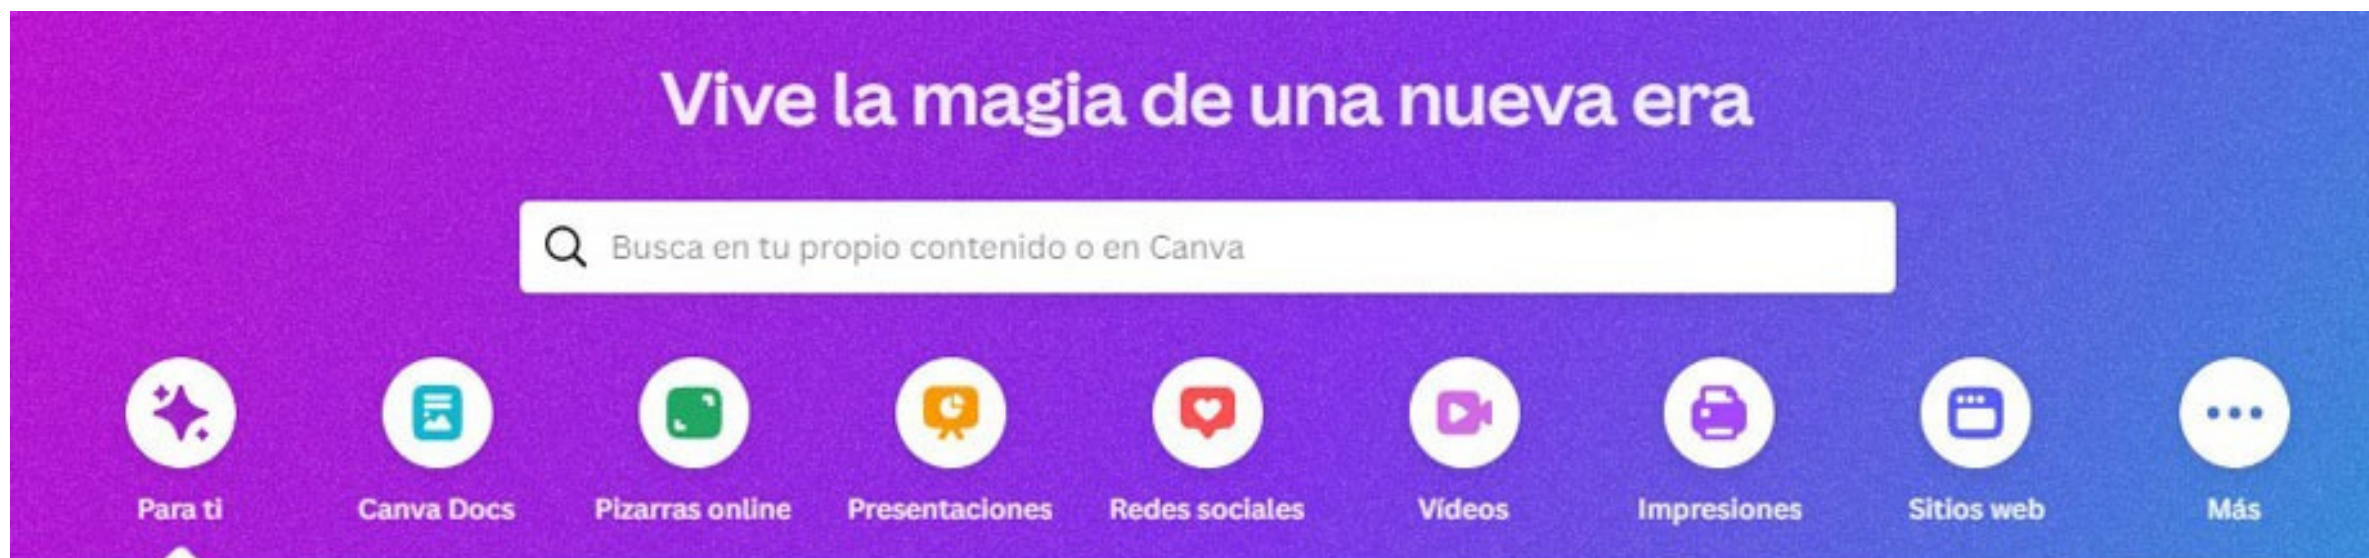 Vive la magia de una nueva era
Busca en tu propio contenido o en Canva
Para ti
Canva Docs
Pizarras online
Presentaciones
Redes sociales
Vídeos
Impresiones
Sitios web
Más